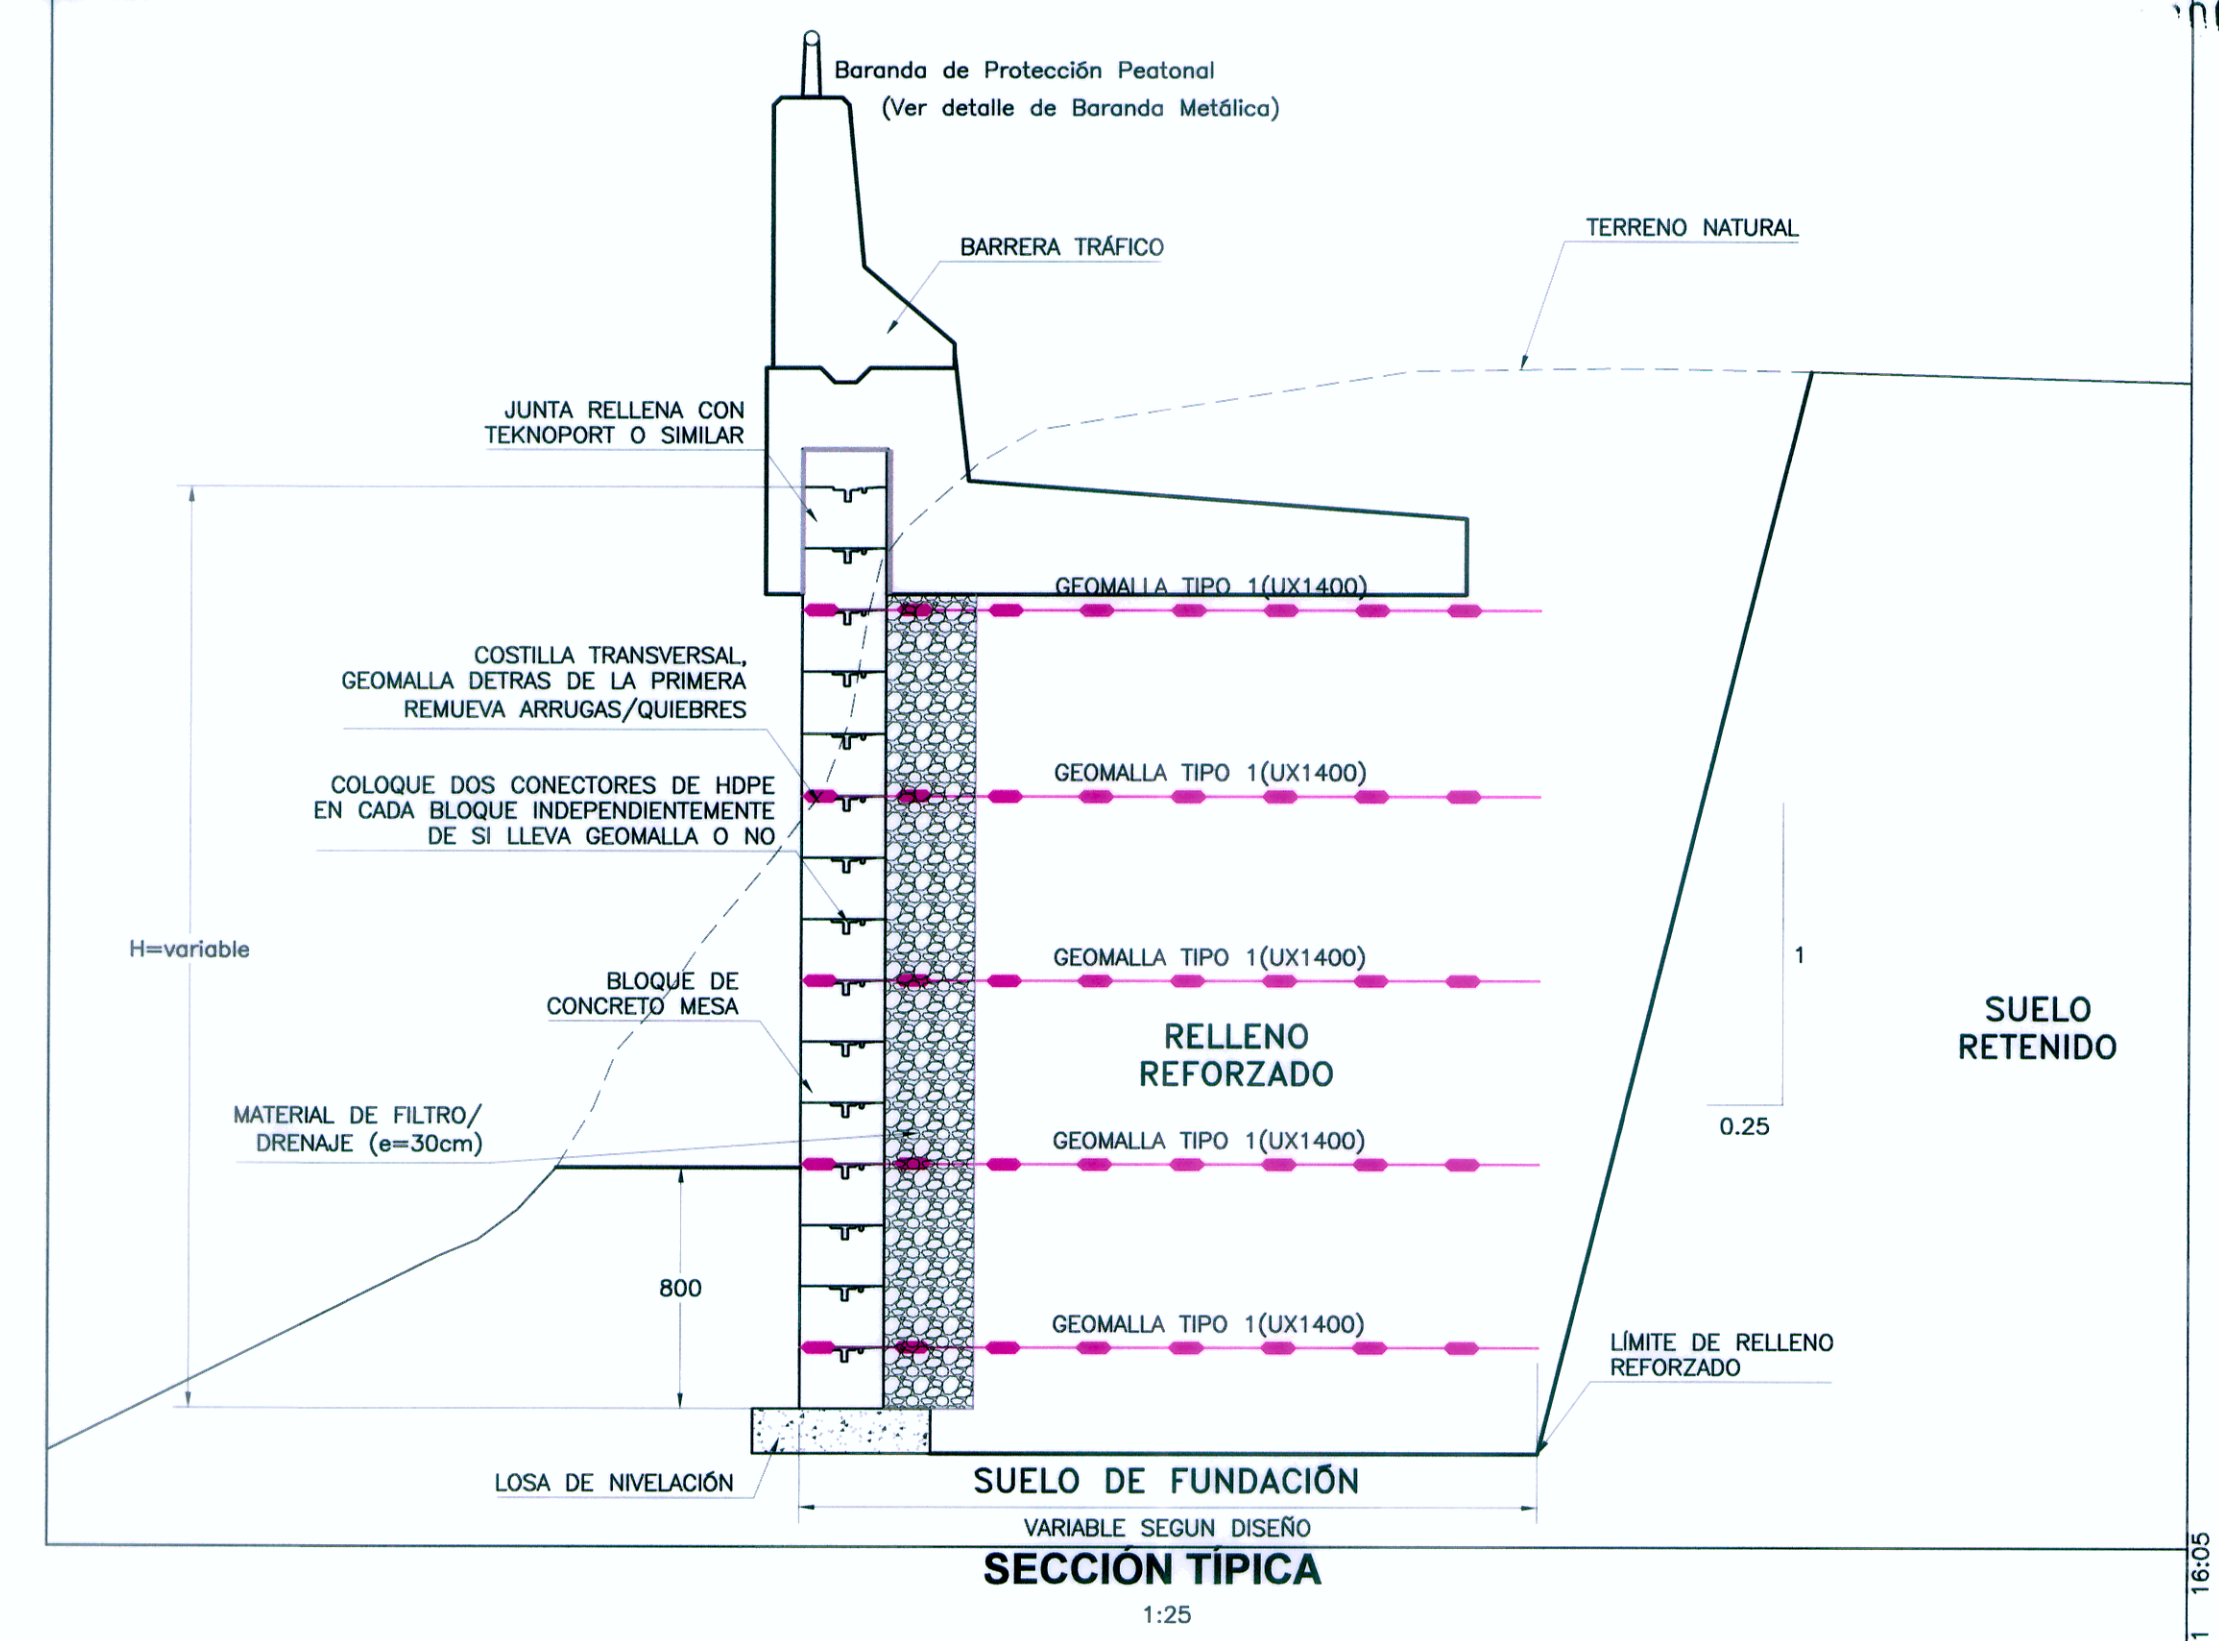 Baranda de Protección Peatonal
(Ver detalle de Baranda Metálica)
TERRENO NATURAL
BARRERA TRÁFICO
JUNTA RELLENA CON
TEKNOPORT O SIMILAR
GEOMALLA TIPO 1(UX1400)
COSTILLA TRANSVERSAL,
GEOMALLA DETRAS DE LA PRIMERA
REMUEVA ARRUGAS/QUIEBRES
GEOMALLA TIPO 1(UX1400)
COLOQUE DOS CONECTORES DE HDPE
EN CADA BLOQUE INDEPENDIENTEMENTE
DE SI LLEVA GEOMALLA O NO
H=variable
GEOMALLA TIPO 1(UX1400)
1
BLOQUE DE
CONCRETO MESA
SUELO
RETENIDO
RELLENO
REFORZADO
0.25
MATERIAL DE FILTRO/
DRENAJE (e=30cm)
GEOMALLA TIPO 1(UX1400)
800
GEOMALLA TIPO 1(UX1400)
LÍMITE DE RELLENO
REFORZADO
LOSA DE NIVELACIÓN
SUELO DE FUNDACIÓN
VARIABLE SEGUN DISEÑO
SECCIÓN TÍPICA
1:25
1 16:05